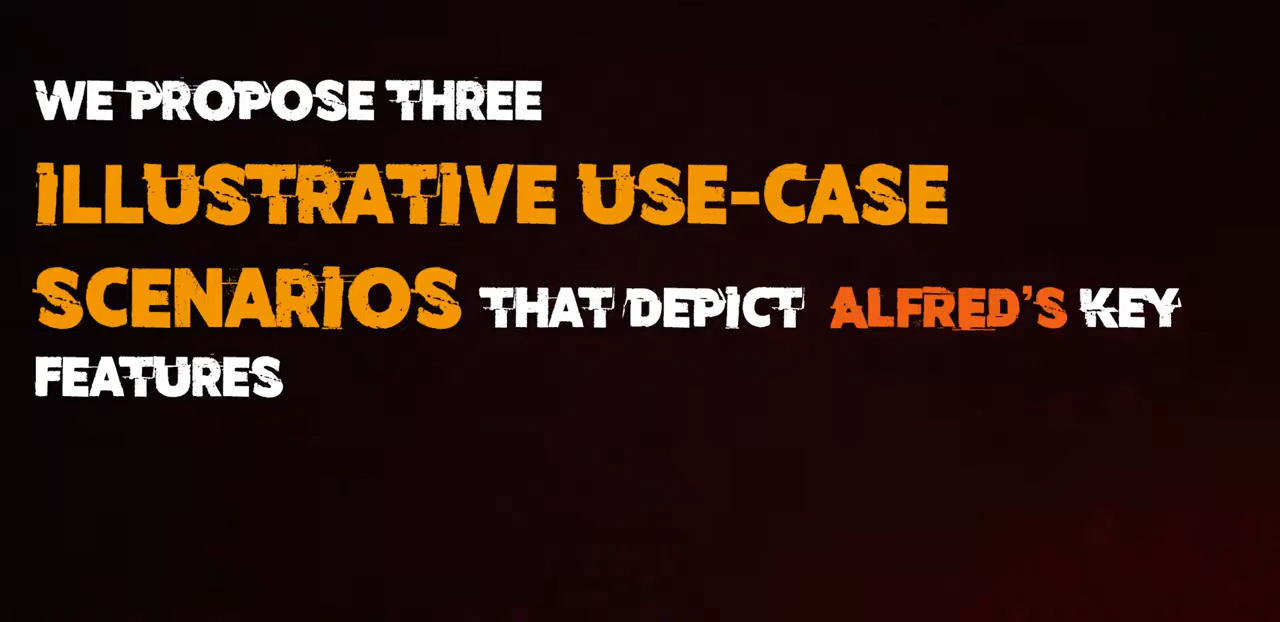 WE PROPOSE THREE
ILLUSTRATIVE USE-CASE
SCENARIOS THAT DEPICT ALFRED'S KEY
FEATURES